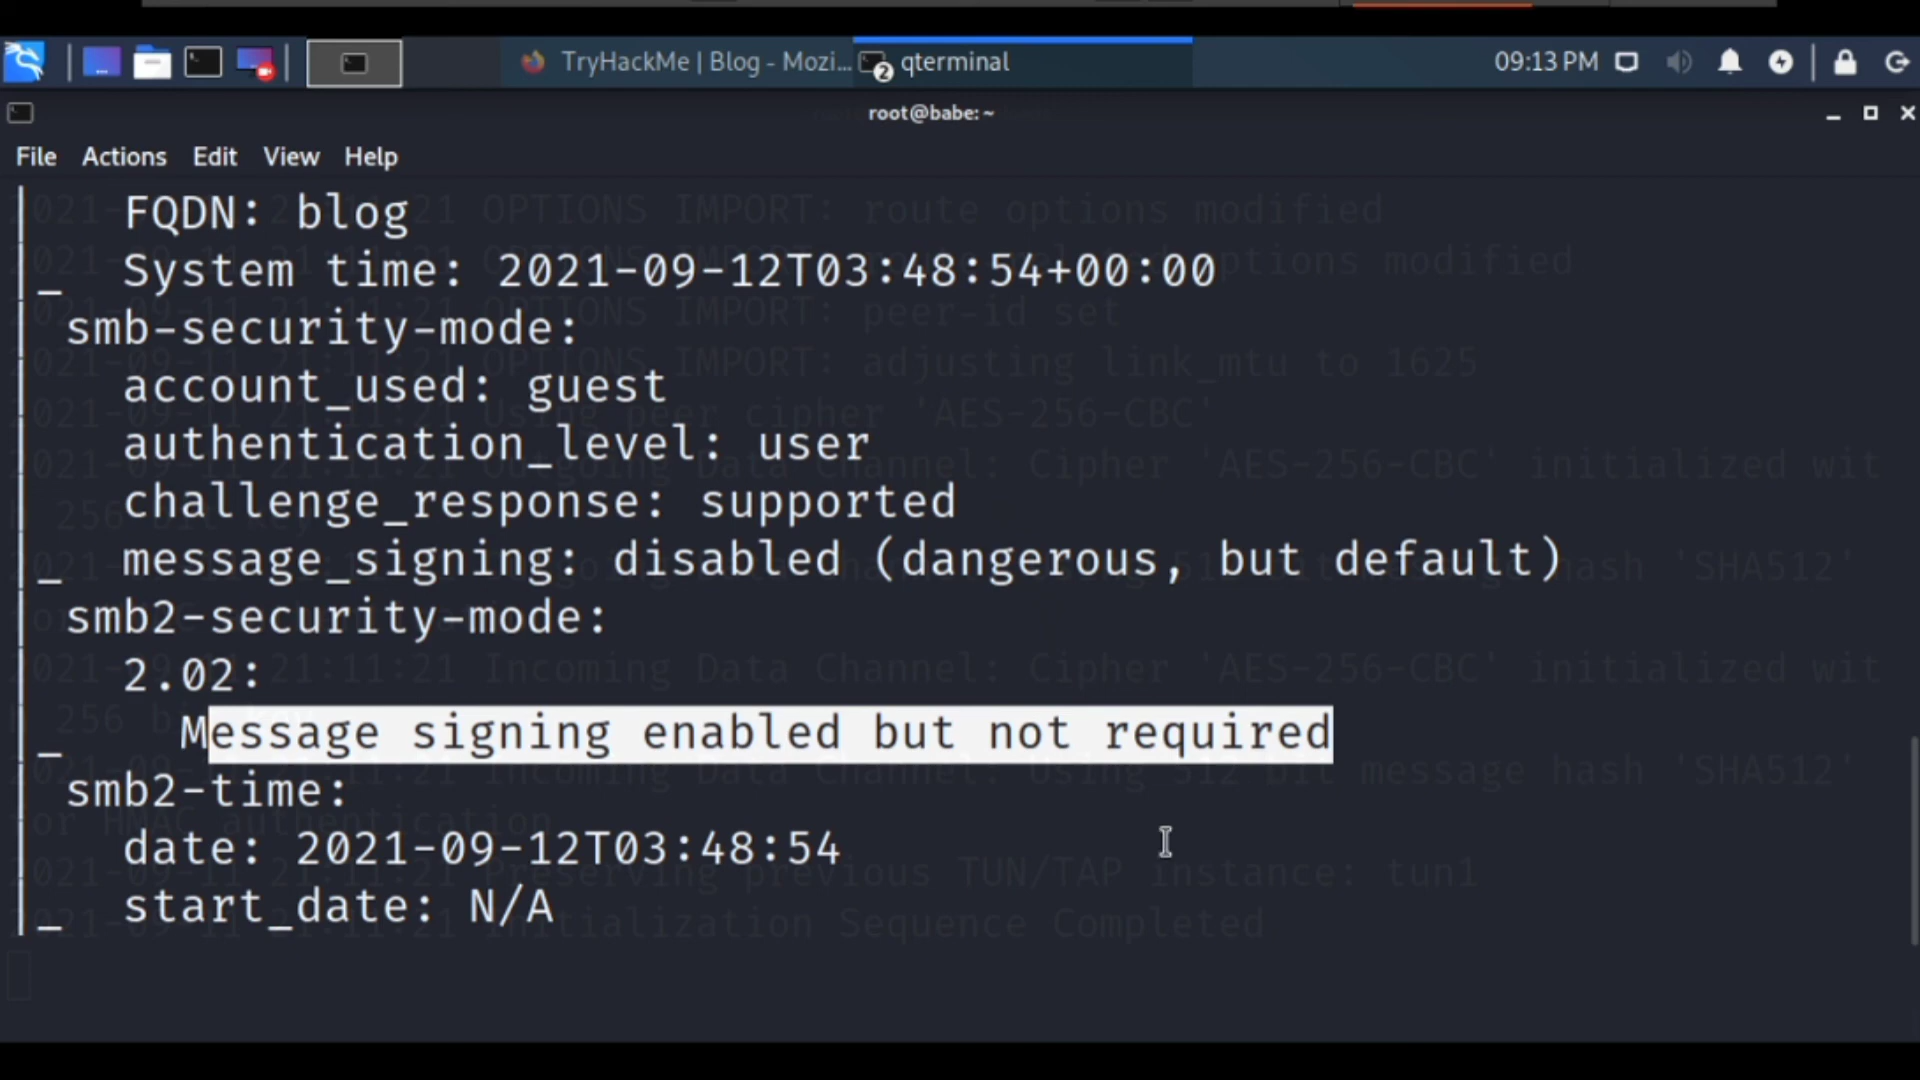 TryHackMe | Blog - Mozi...
2 qterminal
09:13 PM
root@babe: ~
File Actions Edit View Help
| FQDN: blog
|_ System time: 2021-09-12T03:48:54+00:00
| smb-security-mode:
| account_used: guest
| authentication_level: user
| challenge_response: supported
|_ message_signing: disabled (dangerous, but default)
| smb2-security-mode:
| 2.02:
|_ Message signing enabled but not required
| smb2-time:
| date: 2021-09-12T03:48:54
|_ start_date: N/A